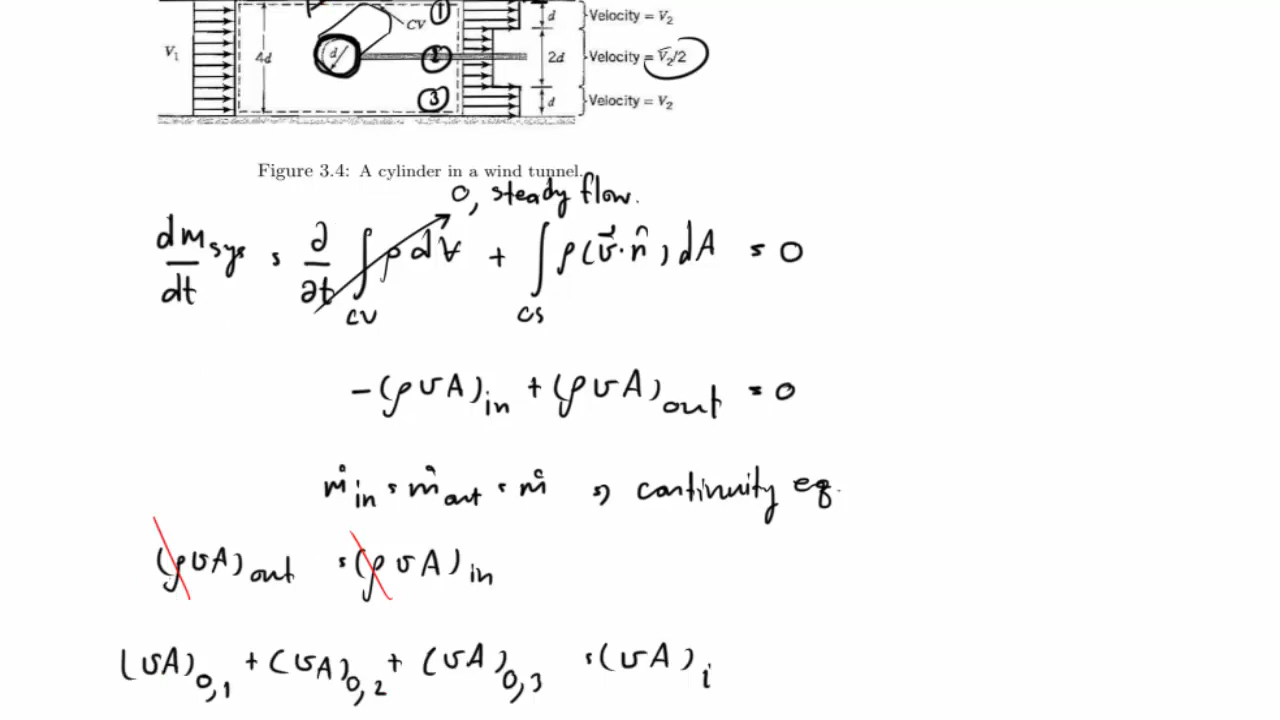 ① d Velocity = V₂
CV
V₁ 4d d ② 2d Velocity = V₂/2
③ d Velocity = V₂
Figure 3.4: A cylinder in a wind tunnel.
0, steady flow.
dm_sys/dt = ∂/∂t ∫_CV ρ dV + ∫_CS ρ(v⃗·n̂) dA = 0
-(ρvA)_in + (ρvA)_out = 0
ṁ_in = ṁ_out = ṁ ⇒ continuity eq.
(ρvA)_out = (ρvA)_in
(vA)_0,1 + (vA)_0,2 + (vA)_0,3 = (vA)_i